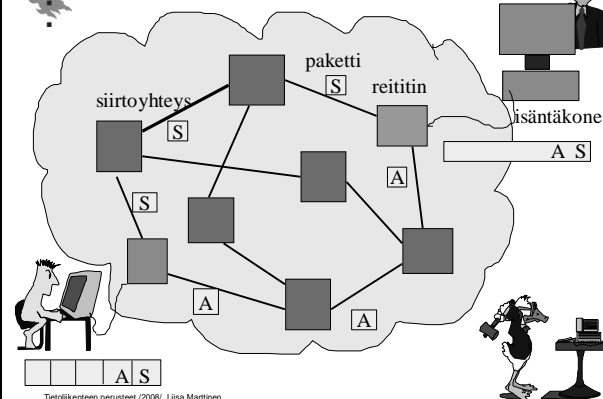 paketti
S
siirtoyhteys
reititin
S
isäntäkone
A S
A
S
A
A
A S
Tietoliikenteen perusteet /2008/ Liisa Marttinen